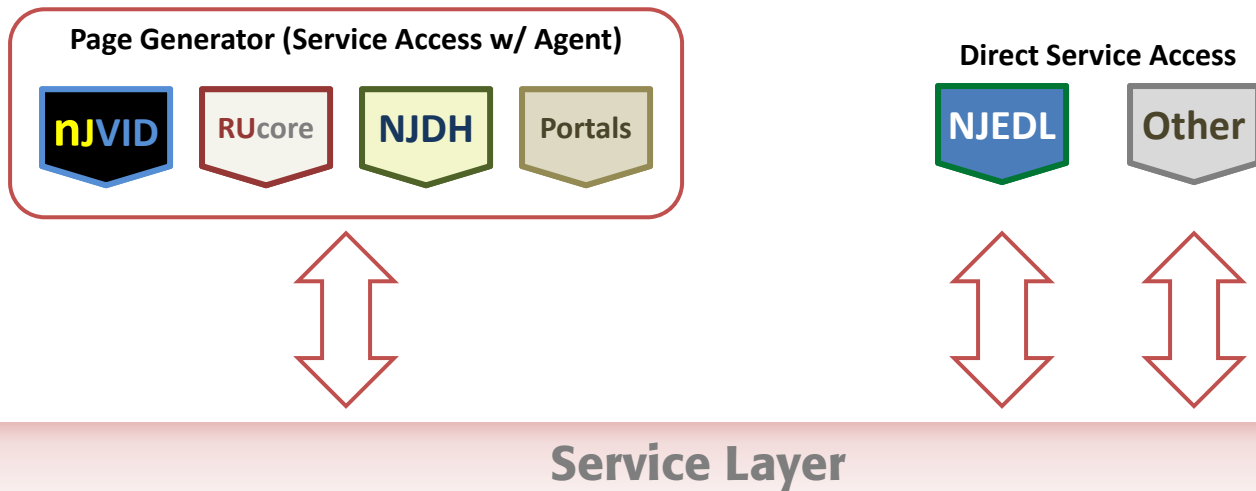 Page Generator (Service Access w/ Agent)
Direct Service Access
nJVID
RUcore
NJDH
Portals
NJEDL
Other
Service Layer